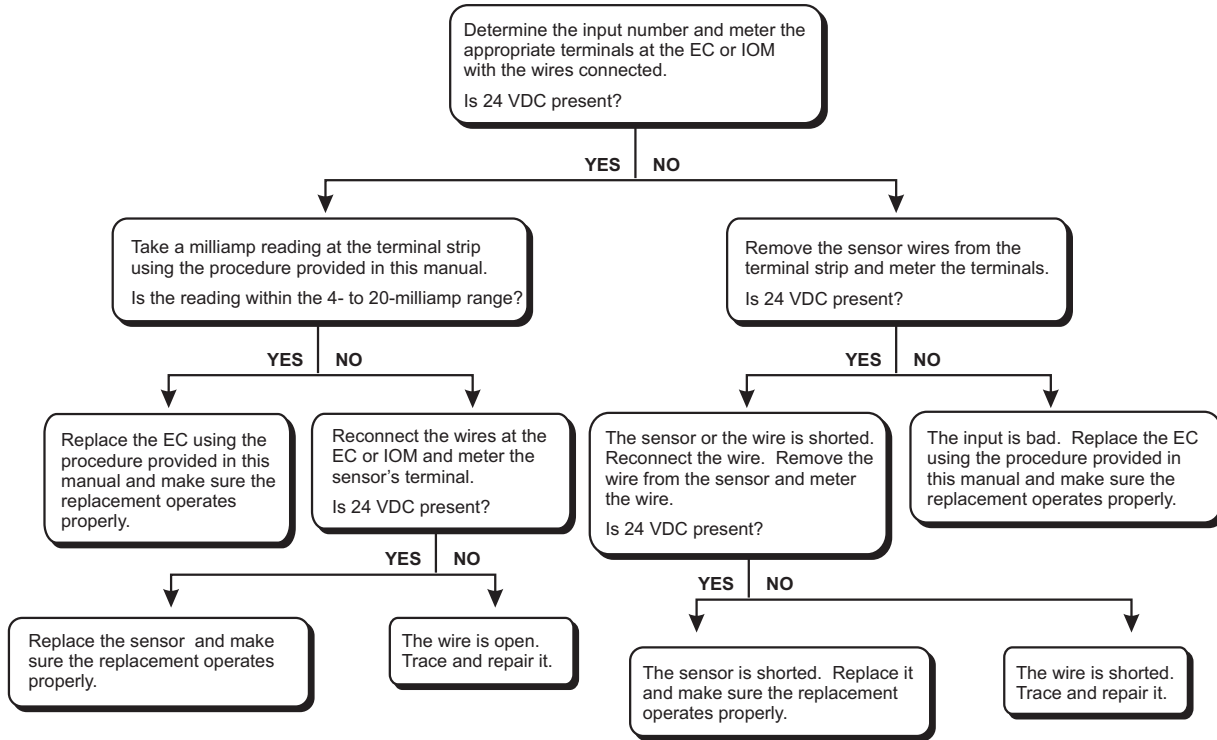 Determine the input number and meter the
appropriate terminals at the EC or IOM
with the wires connected.
Is 24 VDC present?
YES NO
Take a milliamp reading at the terminal strip
using the procedure provided in this manual.
Is the reading within the 4- to 20-milliamp range?
Remove the sensor wires from the
terminal strip and meter the terminals.
Is 24 VDC present?
YES NO
YES NO
Replace the EC using the
procedure provided in this
manual and make sure the
replacement operates
properly.
Reconnect the wires at the
EC or IOM and meter the
sensor’s terminal.
Is 24 VDC present?
The sensor or the wire is shorted.
Reconnect the wire. Remove the
wire from the sensor and meter
the wire.
Is 24 VDC present?
The input is bad. Replace the EC
using the procedure provided in
this manual and make sure the
replacement operates properly.
YES NO
YES NO
Replace the sensor and make
sure the replacement operates
properly.
The wire is open.
Trace and repair it.
The sensor is shorted. Replace it
and make sure the replacement
operates properly.
The wire is shorted.
Trace and repair it.